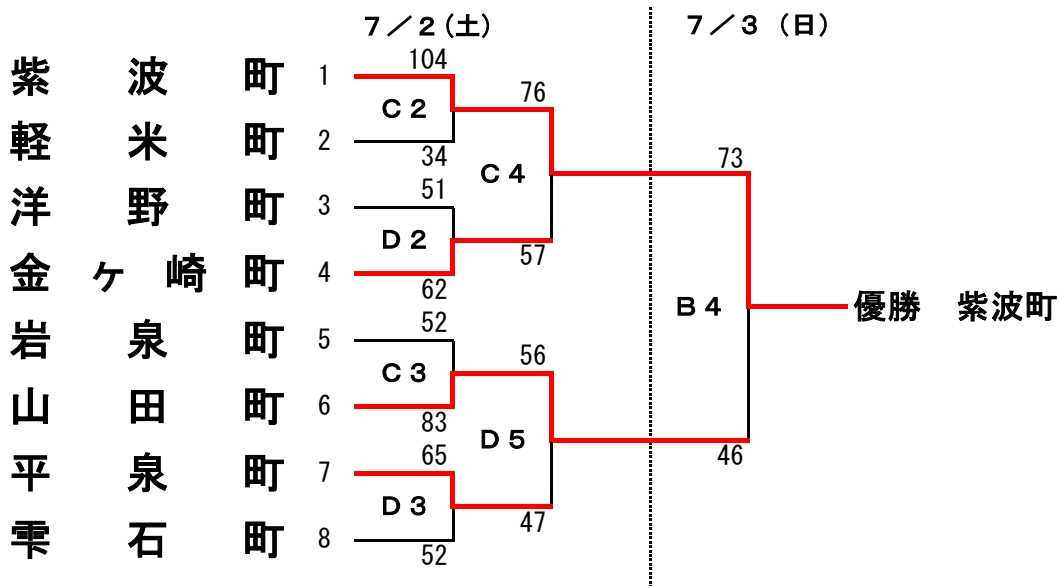 7/2(土) 7/3 (日)
紫波町 1 104
C2 76
軽米町 2 34
C4 73
洋野町 3 51
D2 57
金ヶ崎町 4 62
B4 優勝 紫波町
岩泉町 5 52
C3 56
山田町 6 83
D5 46
平泉町 7 65
D3 47
雫石町 8 52